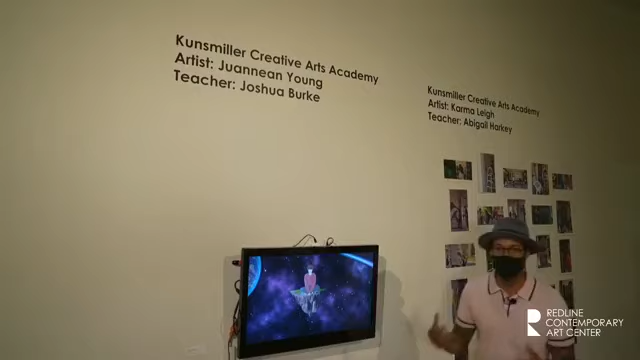 Kunsmiller Creative Arts Academy
Artist: Juannean Young
Teacher: Joshua Burke
Kunsmiller Creative Arts Academy
Artist: Karma Leigh
Teacher: Abigail Harkey
R
REDLINE
CONTEMPORARY
ART CENTER